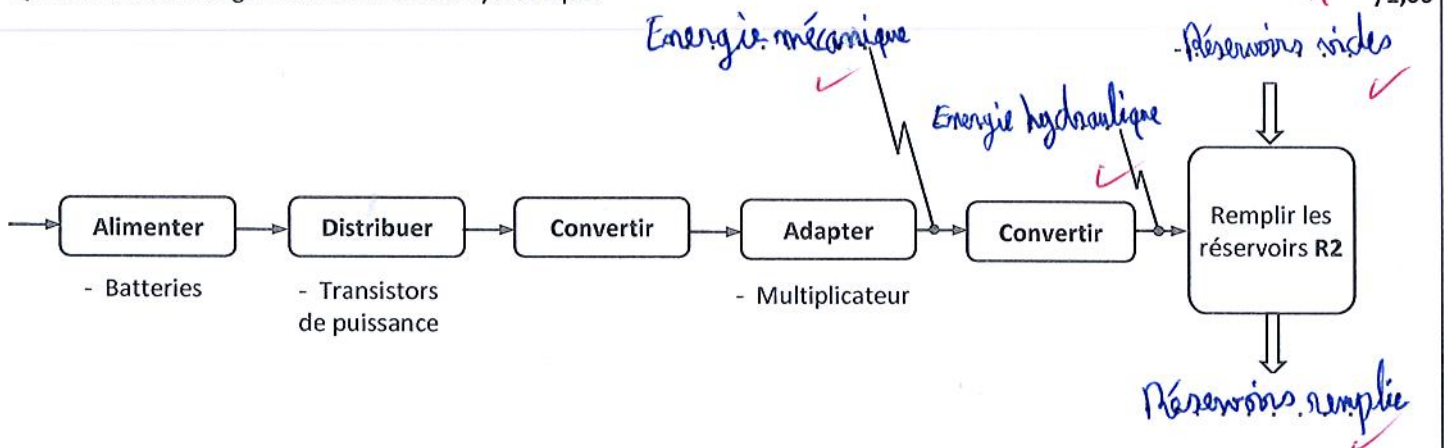 Energie mécanique
-Réservoirs vides
Energie hydraulique
Alimenter
Distribuer
Convertir
Adapter
Convertir
Remplir les
réservoirs R2
- Batteries
- Transistors
de puissance
- Multiplicateur
Réservoirs remplie